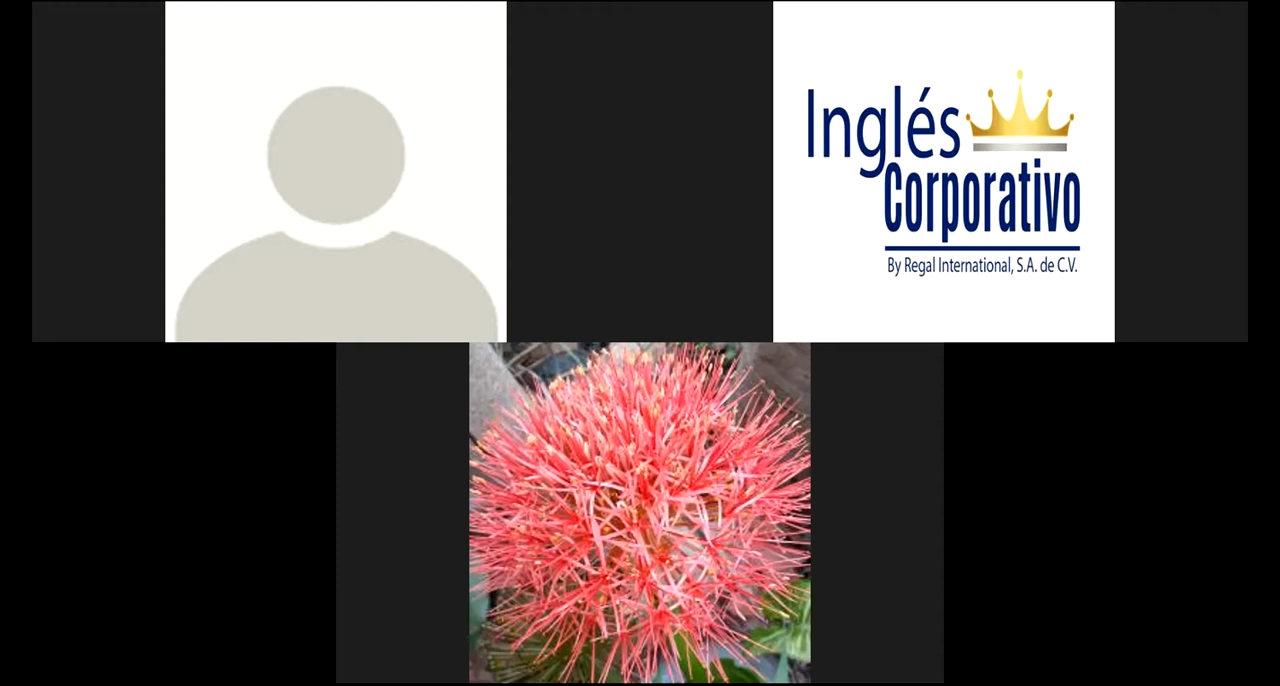 Inglés
Corporativo
By Regal International, S.A. de C.V.